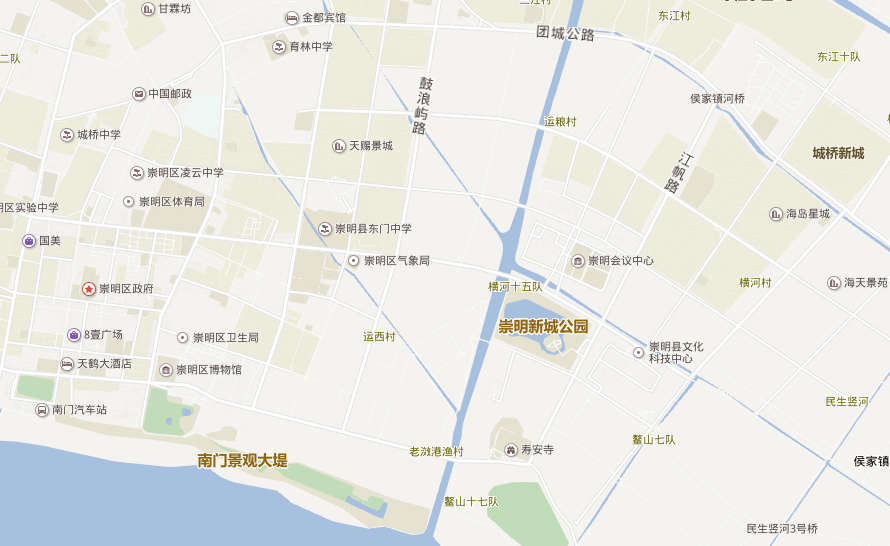 甘霖坊
金都宾馆
二江村
东江村
团城公路
育林中学
二队
东江十队
中国邮政
鼓浪屿路
侯家镇河桥
运粮村
城桥中学
天赐景城
城桥新城
江帆路
崇明区凌云中学
崇明区体育局
明区实验中学
海岛星城
崇明县东门中学
国美
崇明区气象局
崇明会议中心
横河十五队
横河村
海天景苑
崇明区政府
崇明新城公园
8壹广场
崇明区卫生局
运西村
崇明县文化
科技中心
天鹤大酒店
崇明区博物馆
民生竖河
南门汽车站
鳌山七队
老滧港渔村
寿安寺
南门景观大堤
侯家镇
鳌山十七队
民生竖河3号桥